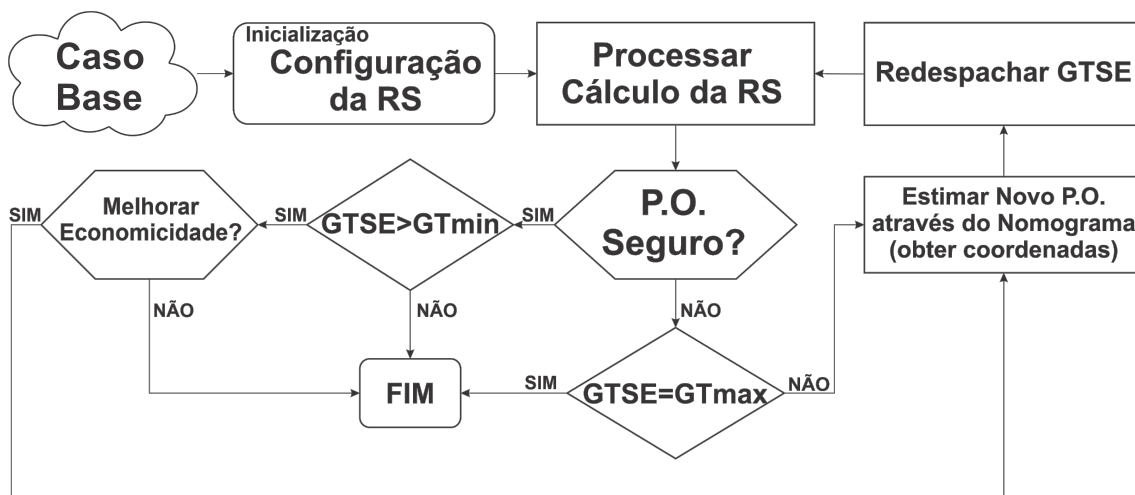 Caso
Base
Inicialização
Configuração
da RS
Processar
Cálculo da RS
Redespachar GTSE
SIM
Melhorar
Economicidade?
SIM
GTSE>GTmin
SIM
P.O.
Seguro?
Estimar Novo P.O.
através do Nomograma
(obter coordenadas)
NÃO
NÃO
NÃO
FIM
SIM
GTSE=GTmax
NÃO